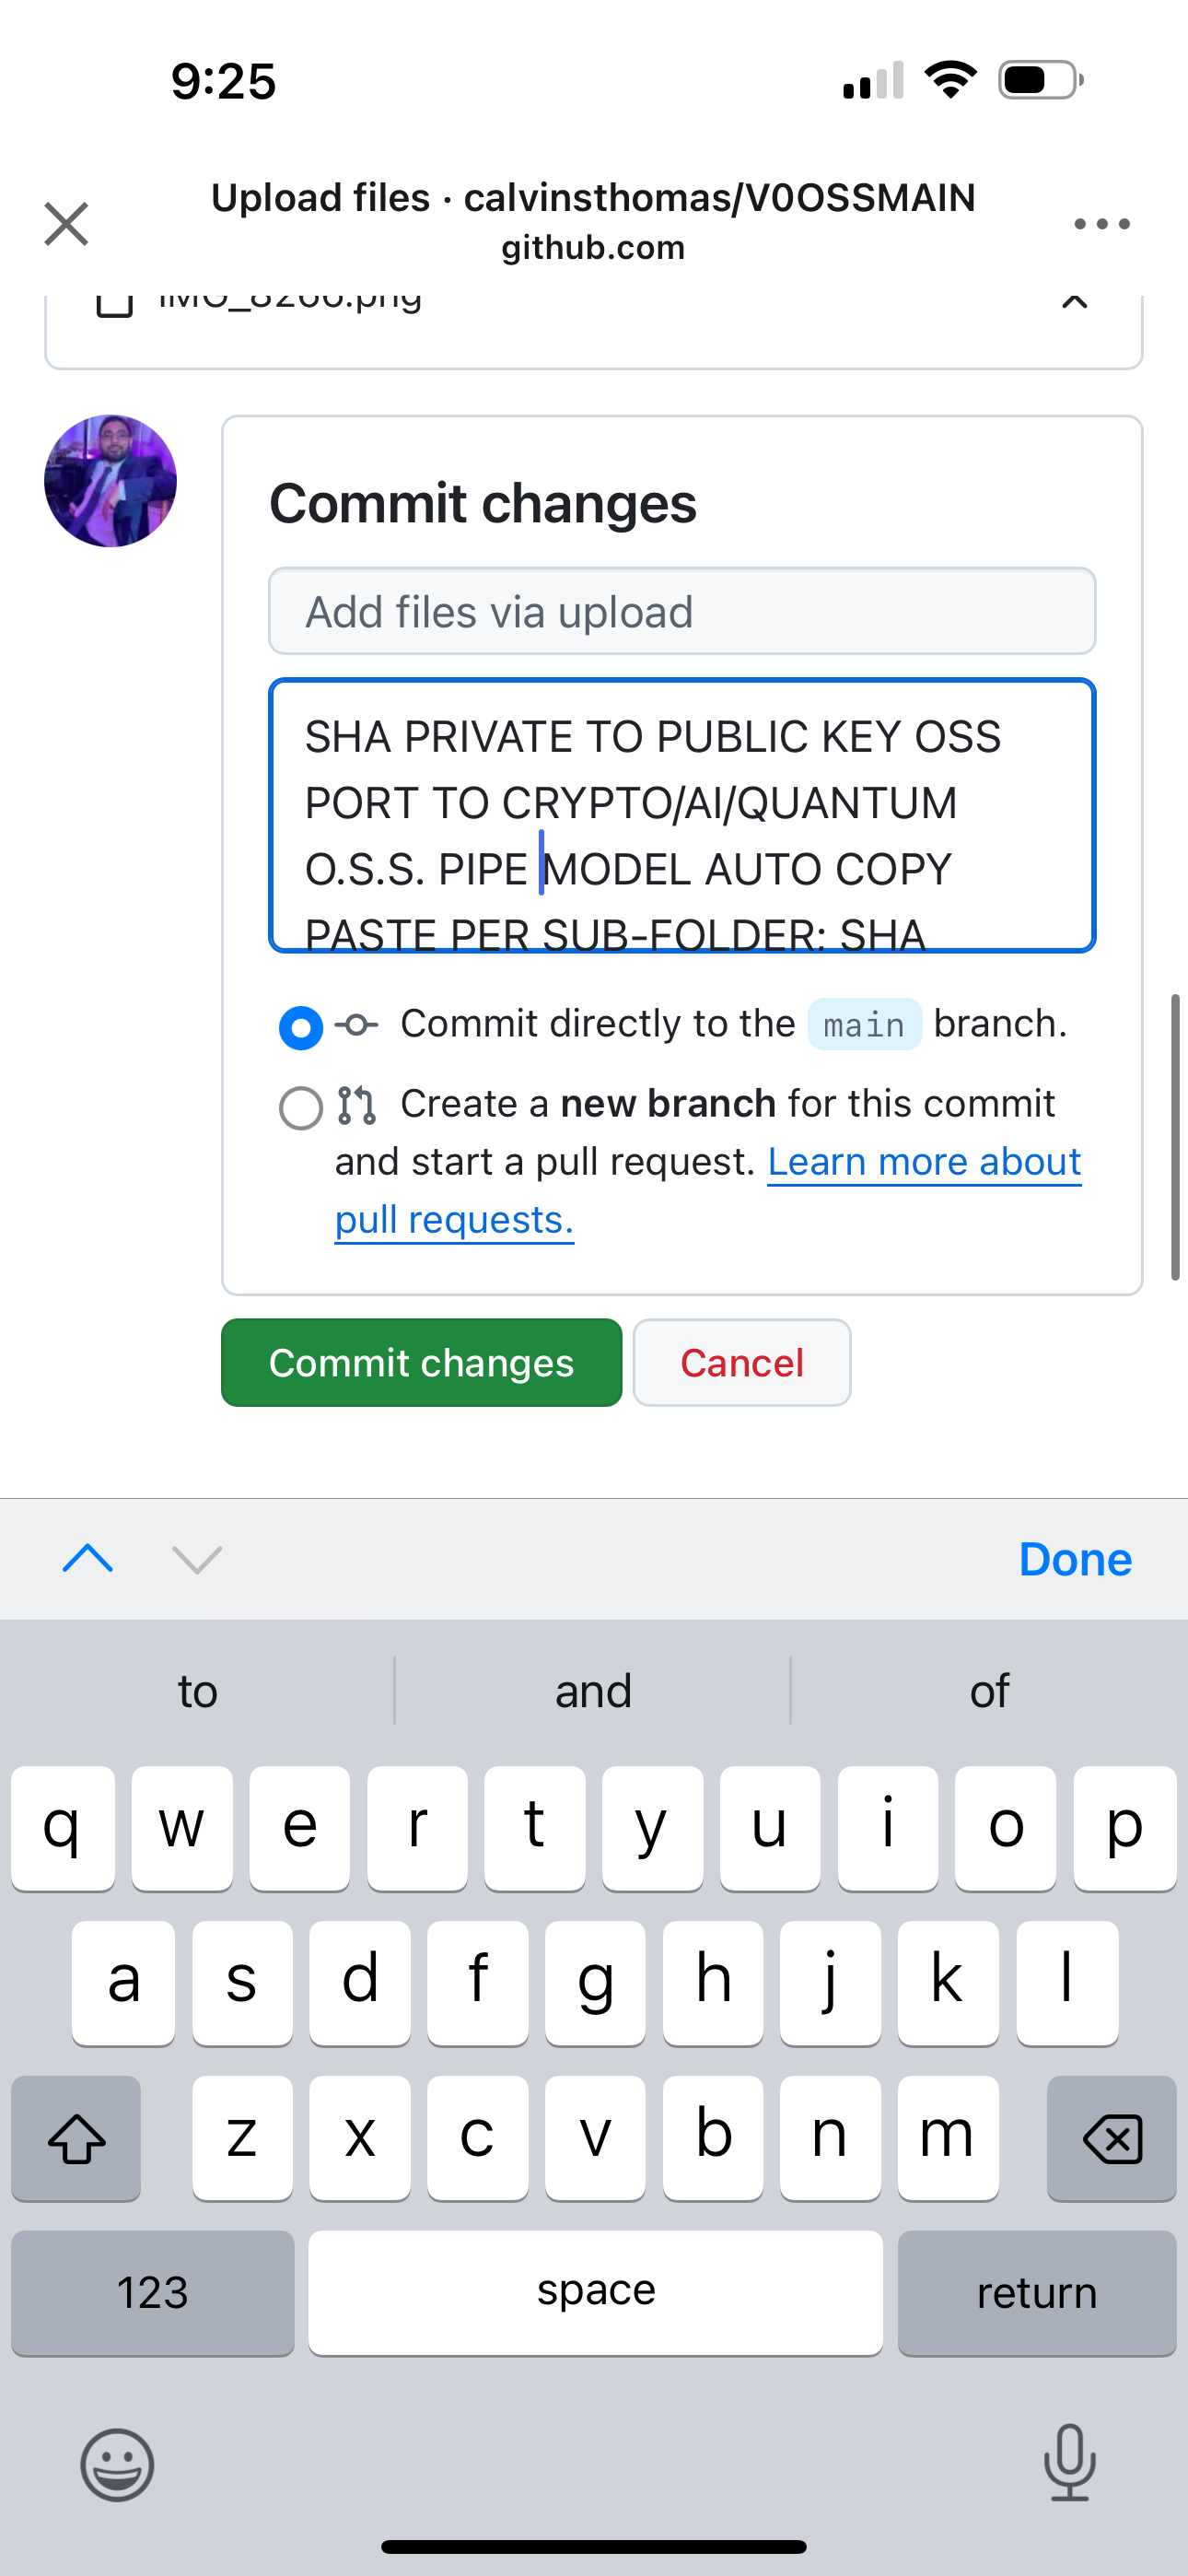 9:25
Upload files · calvinsthomas/V0OSSMAIN
github.com
IMG_8266.png
Commit changes
Add files via upload
SHA PRIVATE TO PUBLIC KEY OSS
PORT TO CRYPTO/AI/QUANTUM
O.S.S. PIPE MODEL AUTO COPY
PASTE PER SUB-FOLDER: SHA
Commit directly to the main branch.
Create a new branch for this commit
and start a pull request. Learn more about
pull requests.
Commit changes Cancel
Done
to and of
q w e r t y u i o p
a s d f g h j k l
z x c v b n m
123 space return